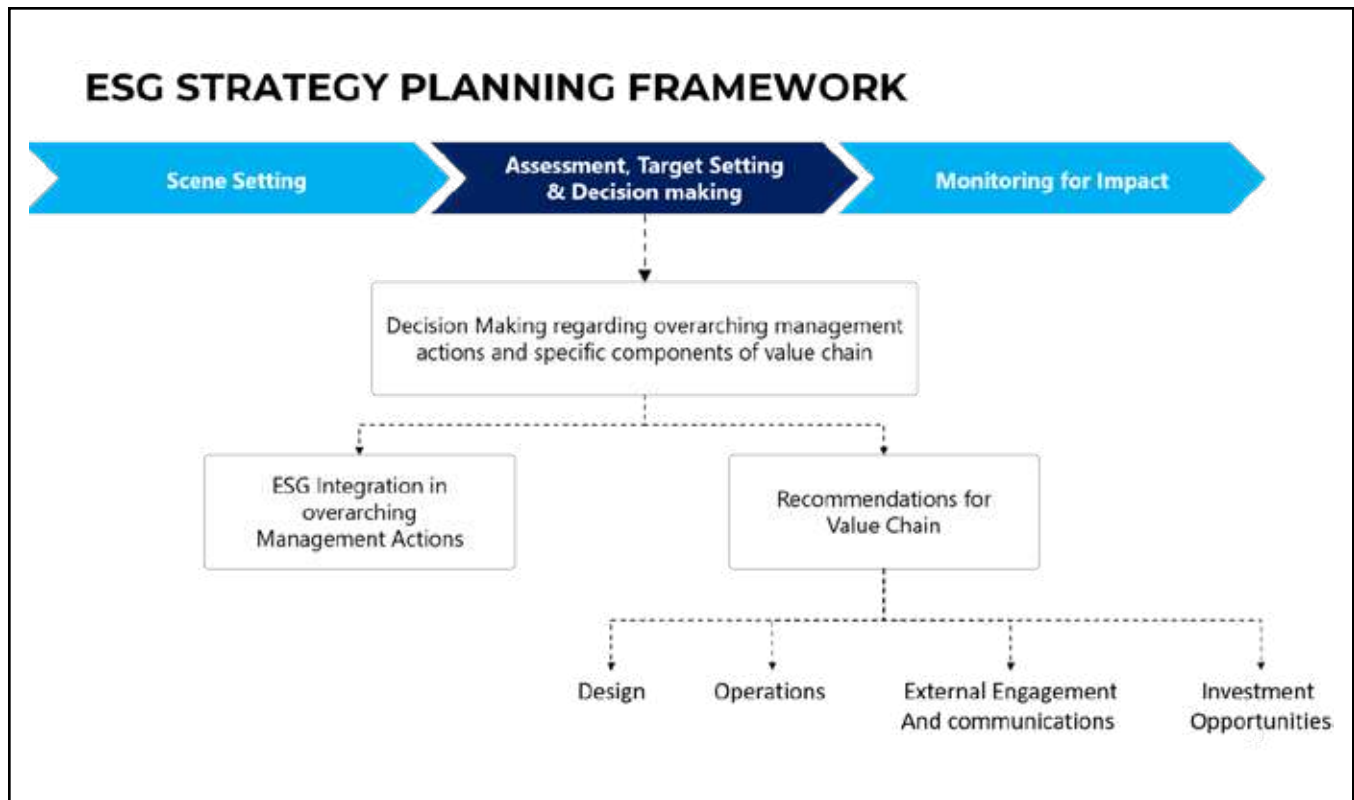 ESG STRATEGY PLANNING FRAMEWORK
Scene Setting
Assessment, Target Setting
& Decision making
Monitoring for Impact
Decision Making regarding overarching management
actions and specific components of value chain
ESG Integration in
overarching
Management Actions
Recommendations for
Value Chain
Design
Operations
External Engagement
And communications
Investment
Opportunities